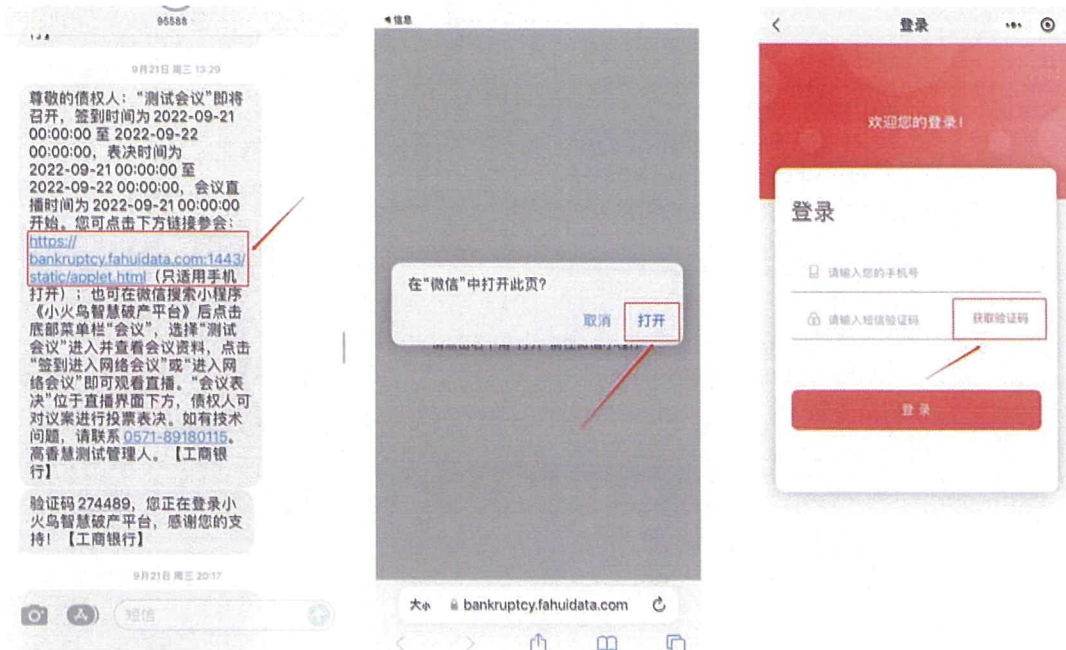 95588
9月21日 周三 13:29
尊敬的债权人：“测试会议”即将
召开，签到时间为 2022-09-21
00:00:00 至 2022-09-22
00:00:00，表决时间为
2022-09-21 00:00:00 至
2022-09-22 00:00:00，会议直
播时间为 2022-09-21 00:00:00
开始。您可点击下方链接参会：
https://
bankruptcy.fahuidata.com:1443/
static/applet.html（只适用手机
打开）；也可在微信搜索小程序
《小火鸟智慧破产平台》后点击
底部菜单栏“会议”，选择“测试
会议”进入并查看会议资料，点击
“签到进入网络会议”或“进入网
络会议”即可观看直播。“会议表
决”位于直播界面下方，债权人可
对议案进行投票表决。如有技术
问题，请联系 0571-89180115。
高香慧测试管理人。【工商银
行】
验证码 274489，您正在登录小
火鸟智慧破产平台，感谢您的支
持！【工商银行】
9月21日 周三 20:17
短信
信息
在“微信”中打开此页？
取消 打开
大小 bankruptcy.fahuidata.com
登录
欢迎您的登录！
登录
请输入您的手机号
请输入短信验证码 获取验证码
登录